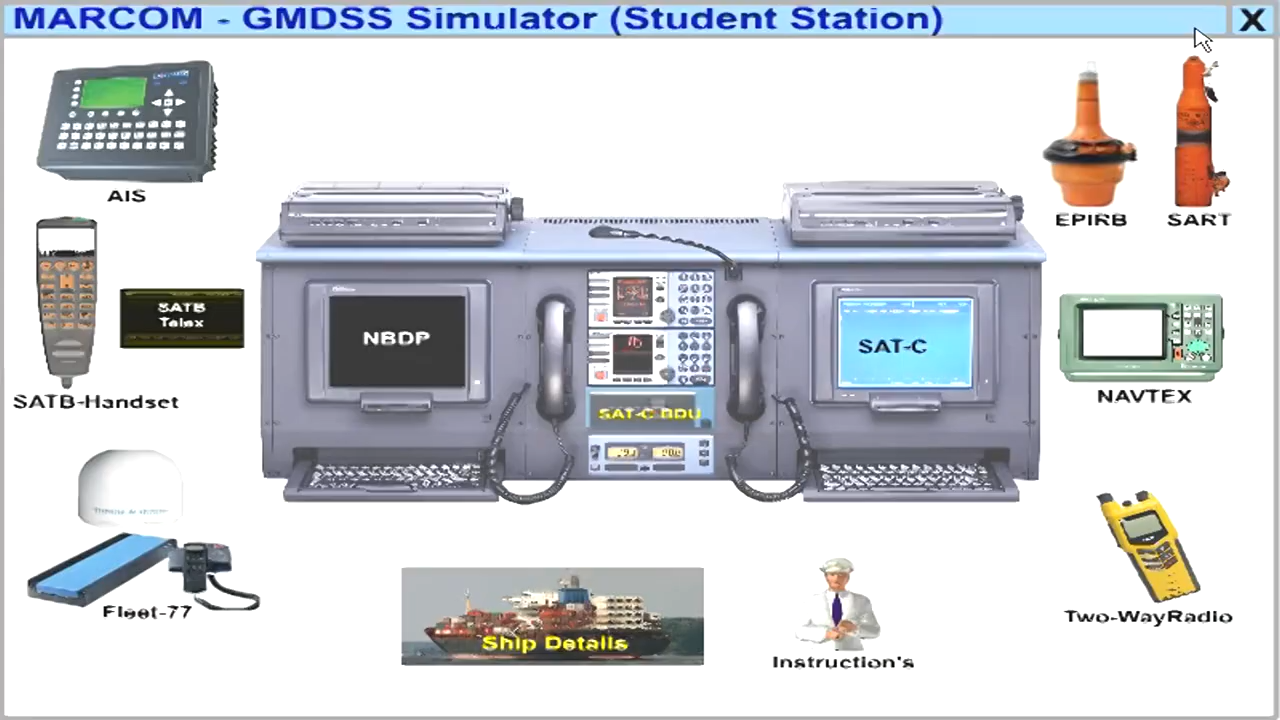 MARCOM - GMDSS Simulator (Student Station)
X
AIS
EPIRB
SART
SATB
Telex
NBDP
SAT-C
SATB-Handset
SAT-C BDU
NAVTEX
Fleet-77
Ship Details
Instruction's
Two-WayRadio